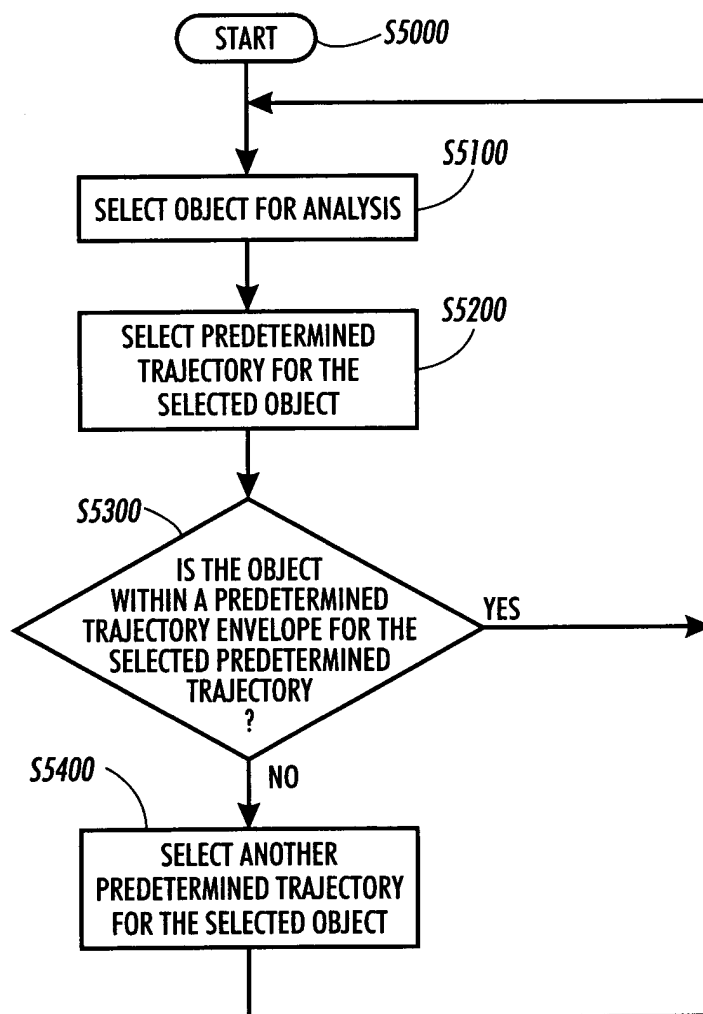 START
S5000
S5100
SELECT OBJECT FOR ANALYSIS
S5200
SELECT PREDETERMINED
TRAJECTORY FOR THE
SELECTED OBJECT
S5300
IS THE OBJECT
WITHIN A PREDETERMINED
TRAJECTORY ENVELOPE FOR THE
SELECTED PREDETERMINED
TRAJECTORY
?
YES
NO
S5400
SELECT ANOTHER
PREDETERMINED TRAJECTORY
FOR THE SELECTED OBJECT